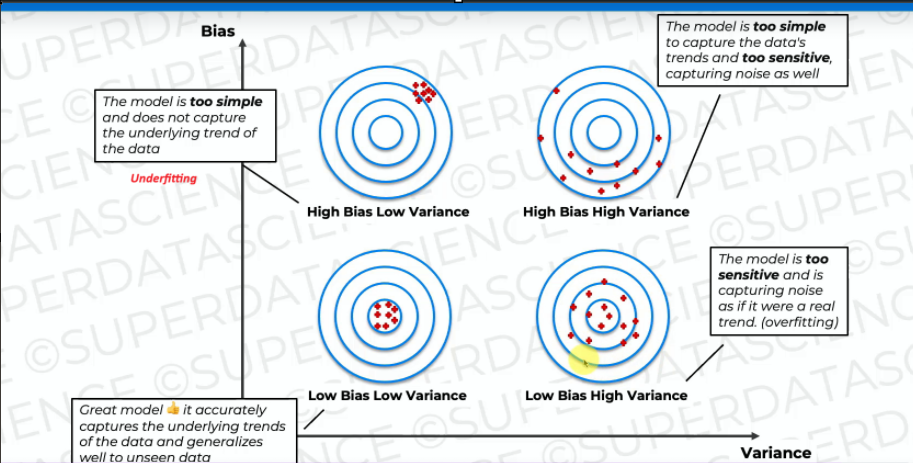 Bias
The model is too simple
to capture the data's
trends and too sensitive,
capturing noise as well
The model is too simple
and does not capture
the underlying trend of
the data
Underfitting
High Bias Low Variance
High Bias High Variance
The model is too
sensitive and is
capturing noise
as if it were a real
trend. (overfitting)
Low Bias Low Variance
Low Bias High Variance
Great model 👍 it accurately
captures the underlying trends
of the data and generalizes
well to unseen data
Variance
©SUPERDATASCIENCE